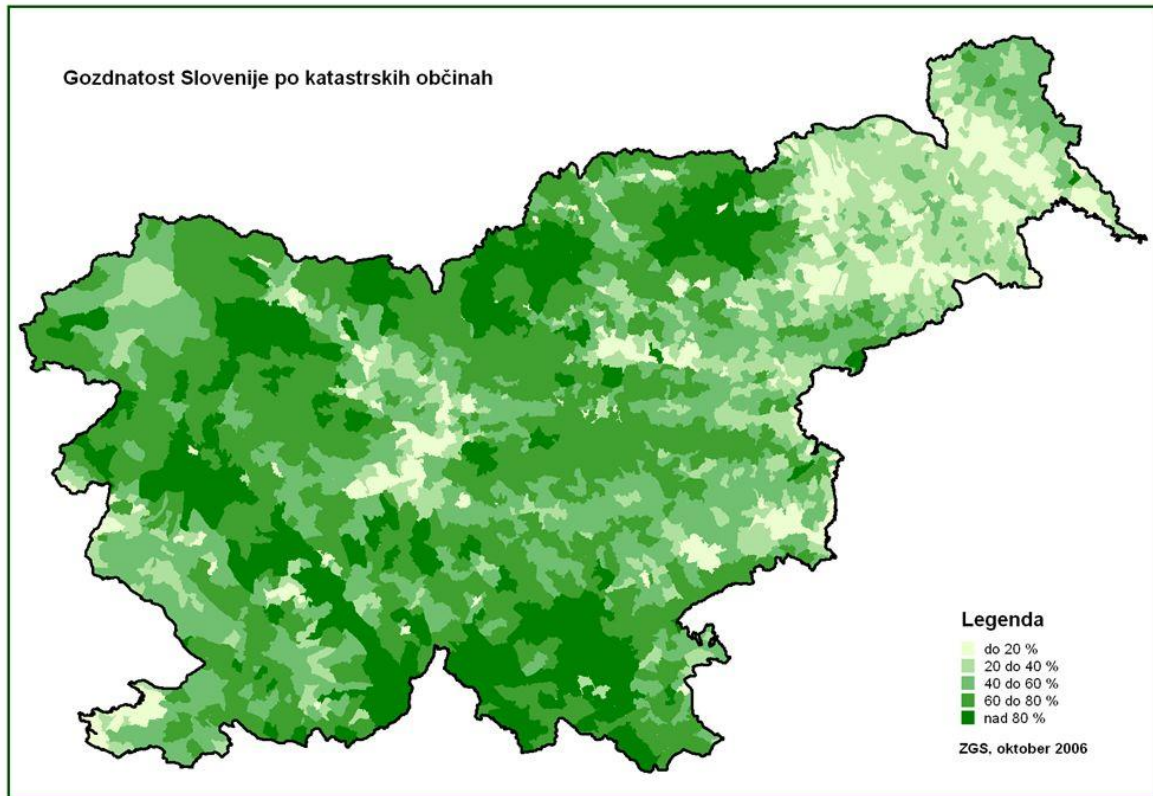 Gozdnatost Slovenije po katastrskih občinah
Legenda
do 20 %
20 do 40 %
40 do 60 %
60 do 80 %
nad 80 %
ZGS, oktober 2006